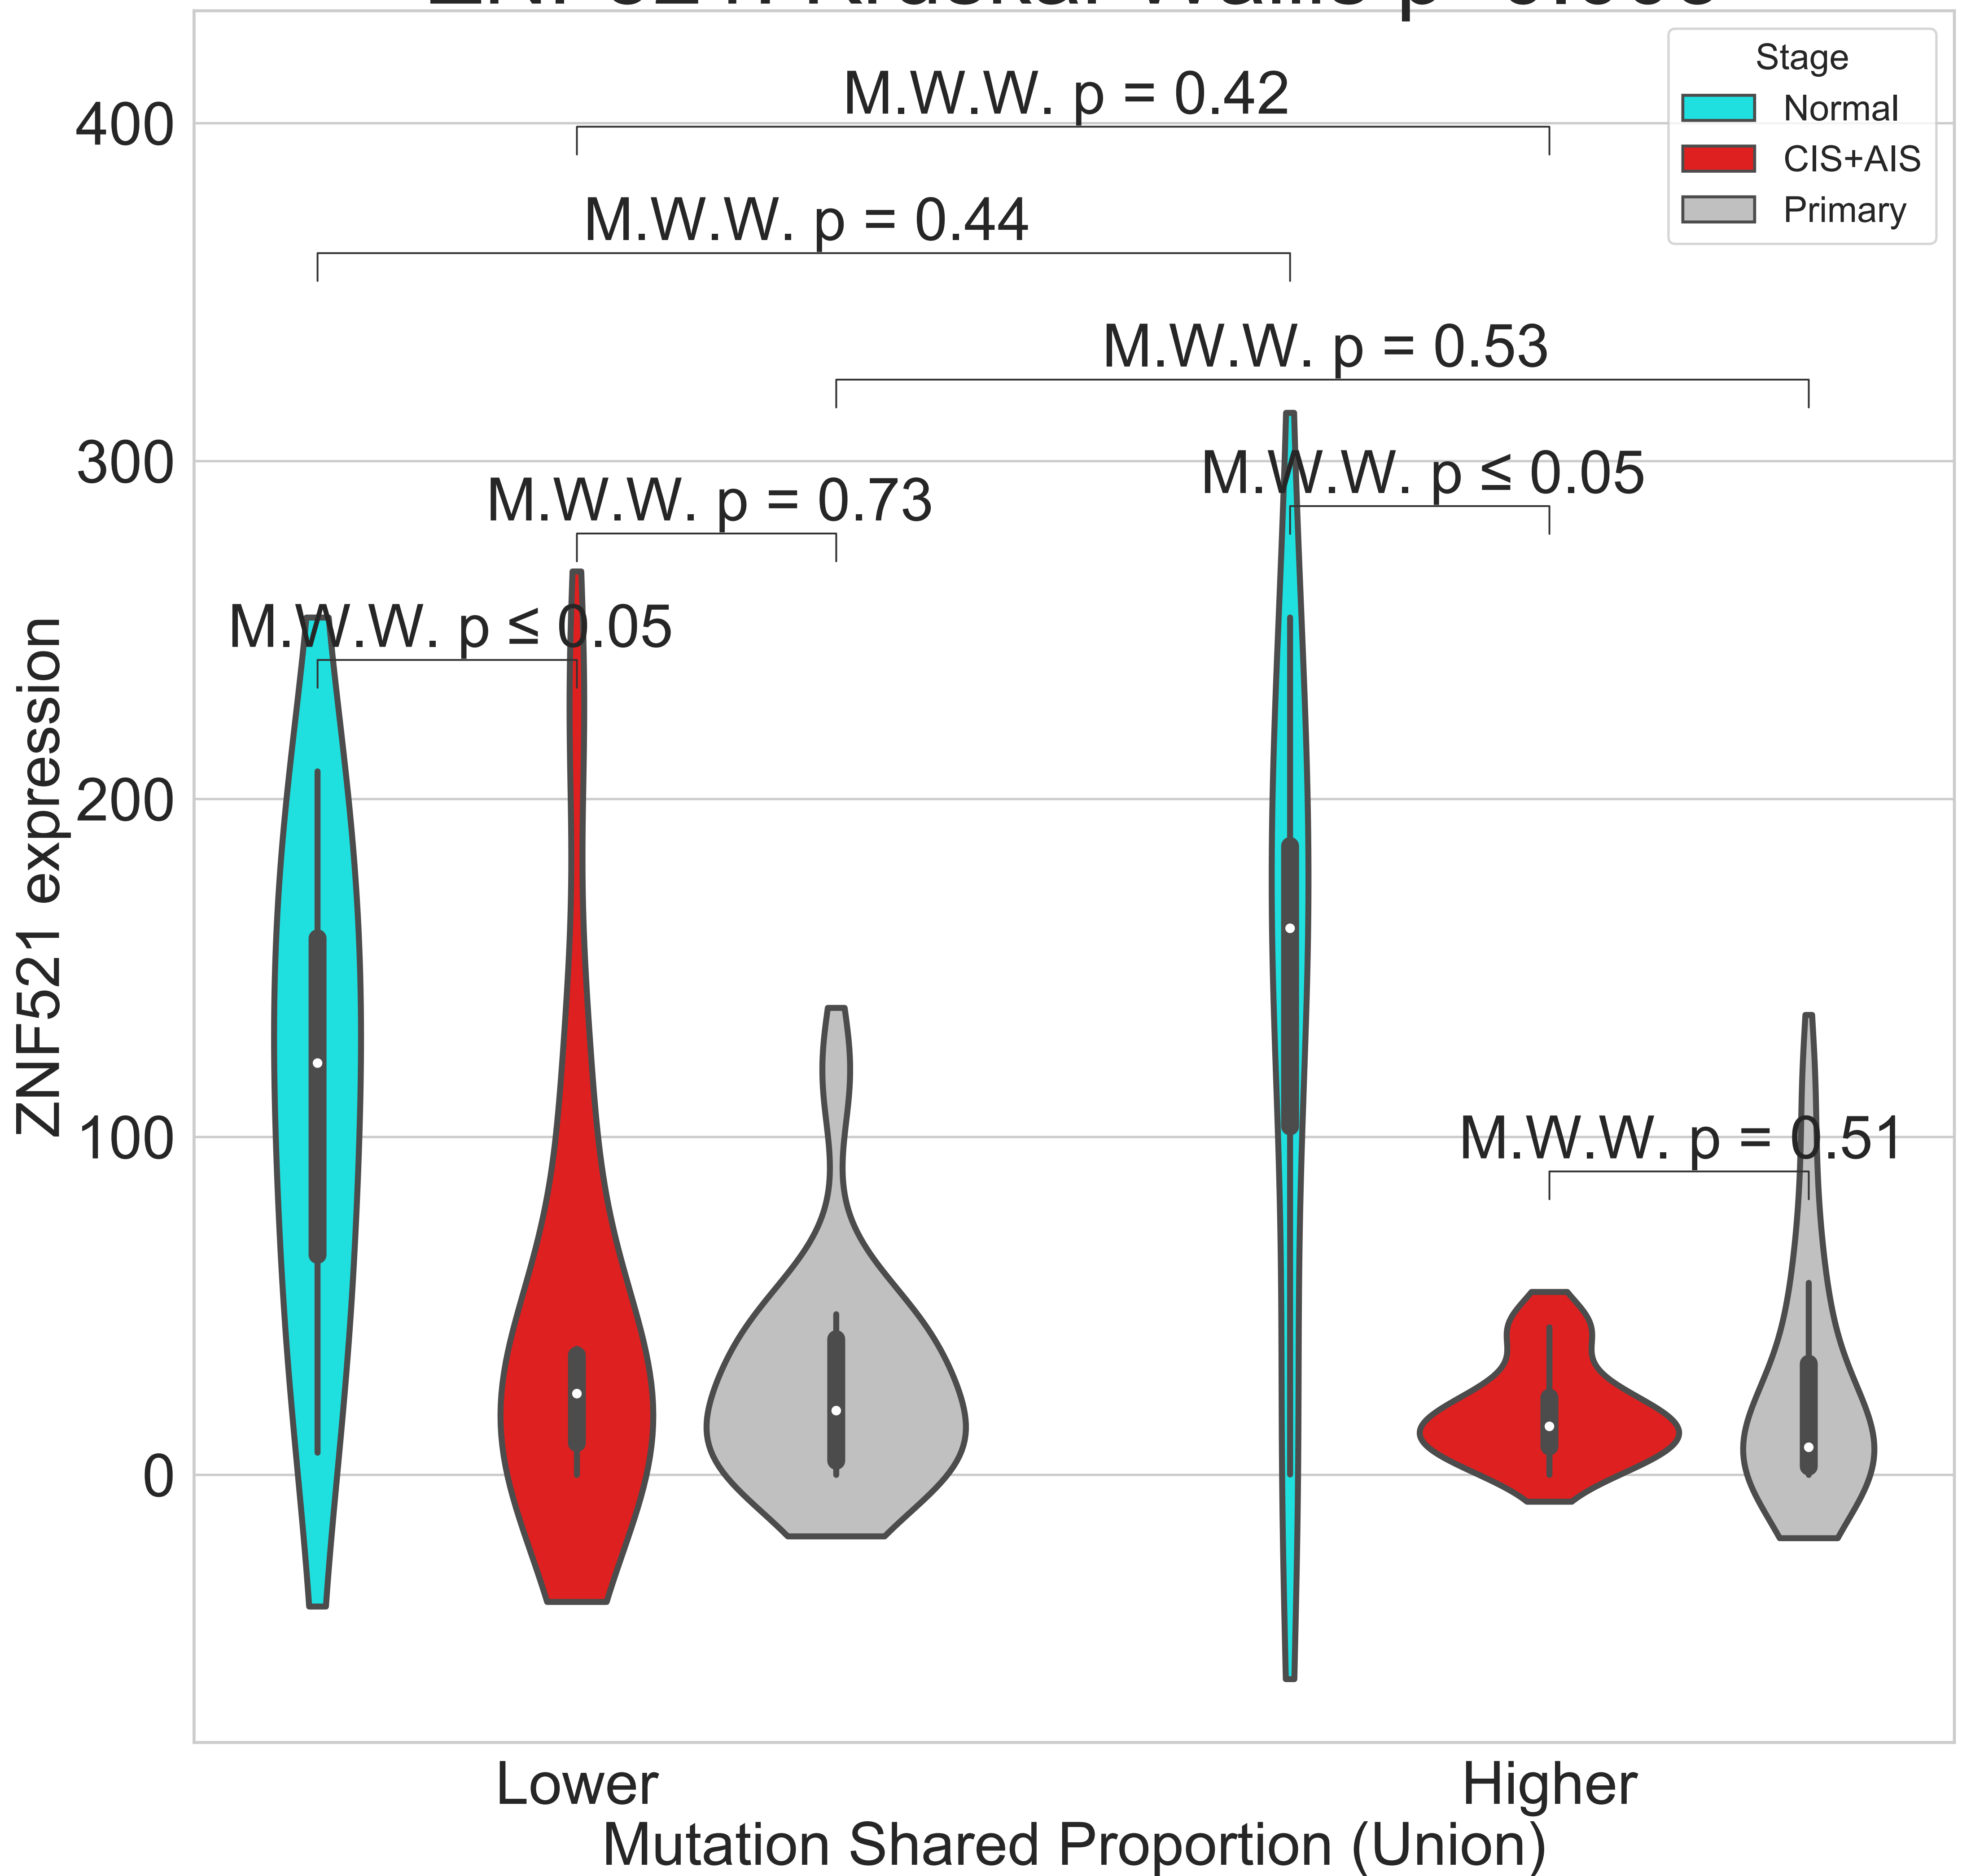 Stage
Normal
CIS+AIS
Primary
M.W.W. p = 0.42
M.W.W. p = 0.44
M.W.W. p = 0.53
M.W.W. p ≤ 0.05
M.W.W. p = 0.73
M.W.W. p ≤ 0.05
M.W.W. p = 0.51
400
300
200
100
0
ZNF521 expression
Lower
Higher
Mutation Shared Proportion (Union)